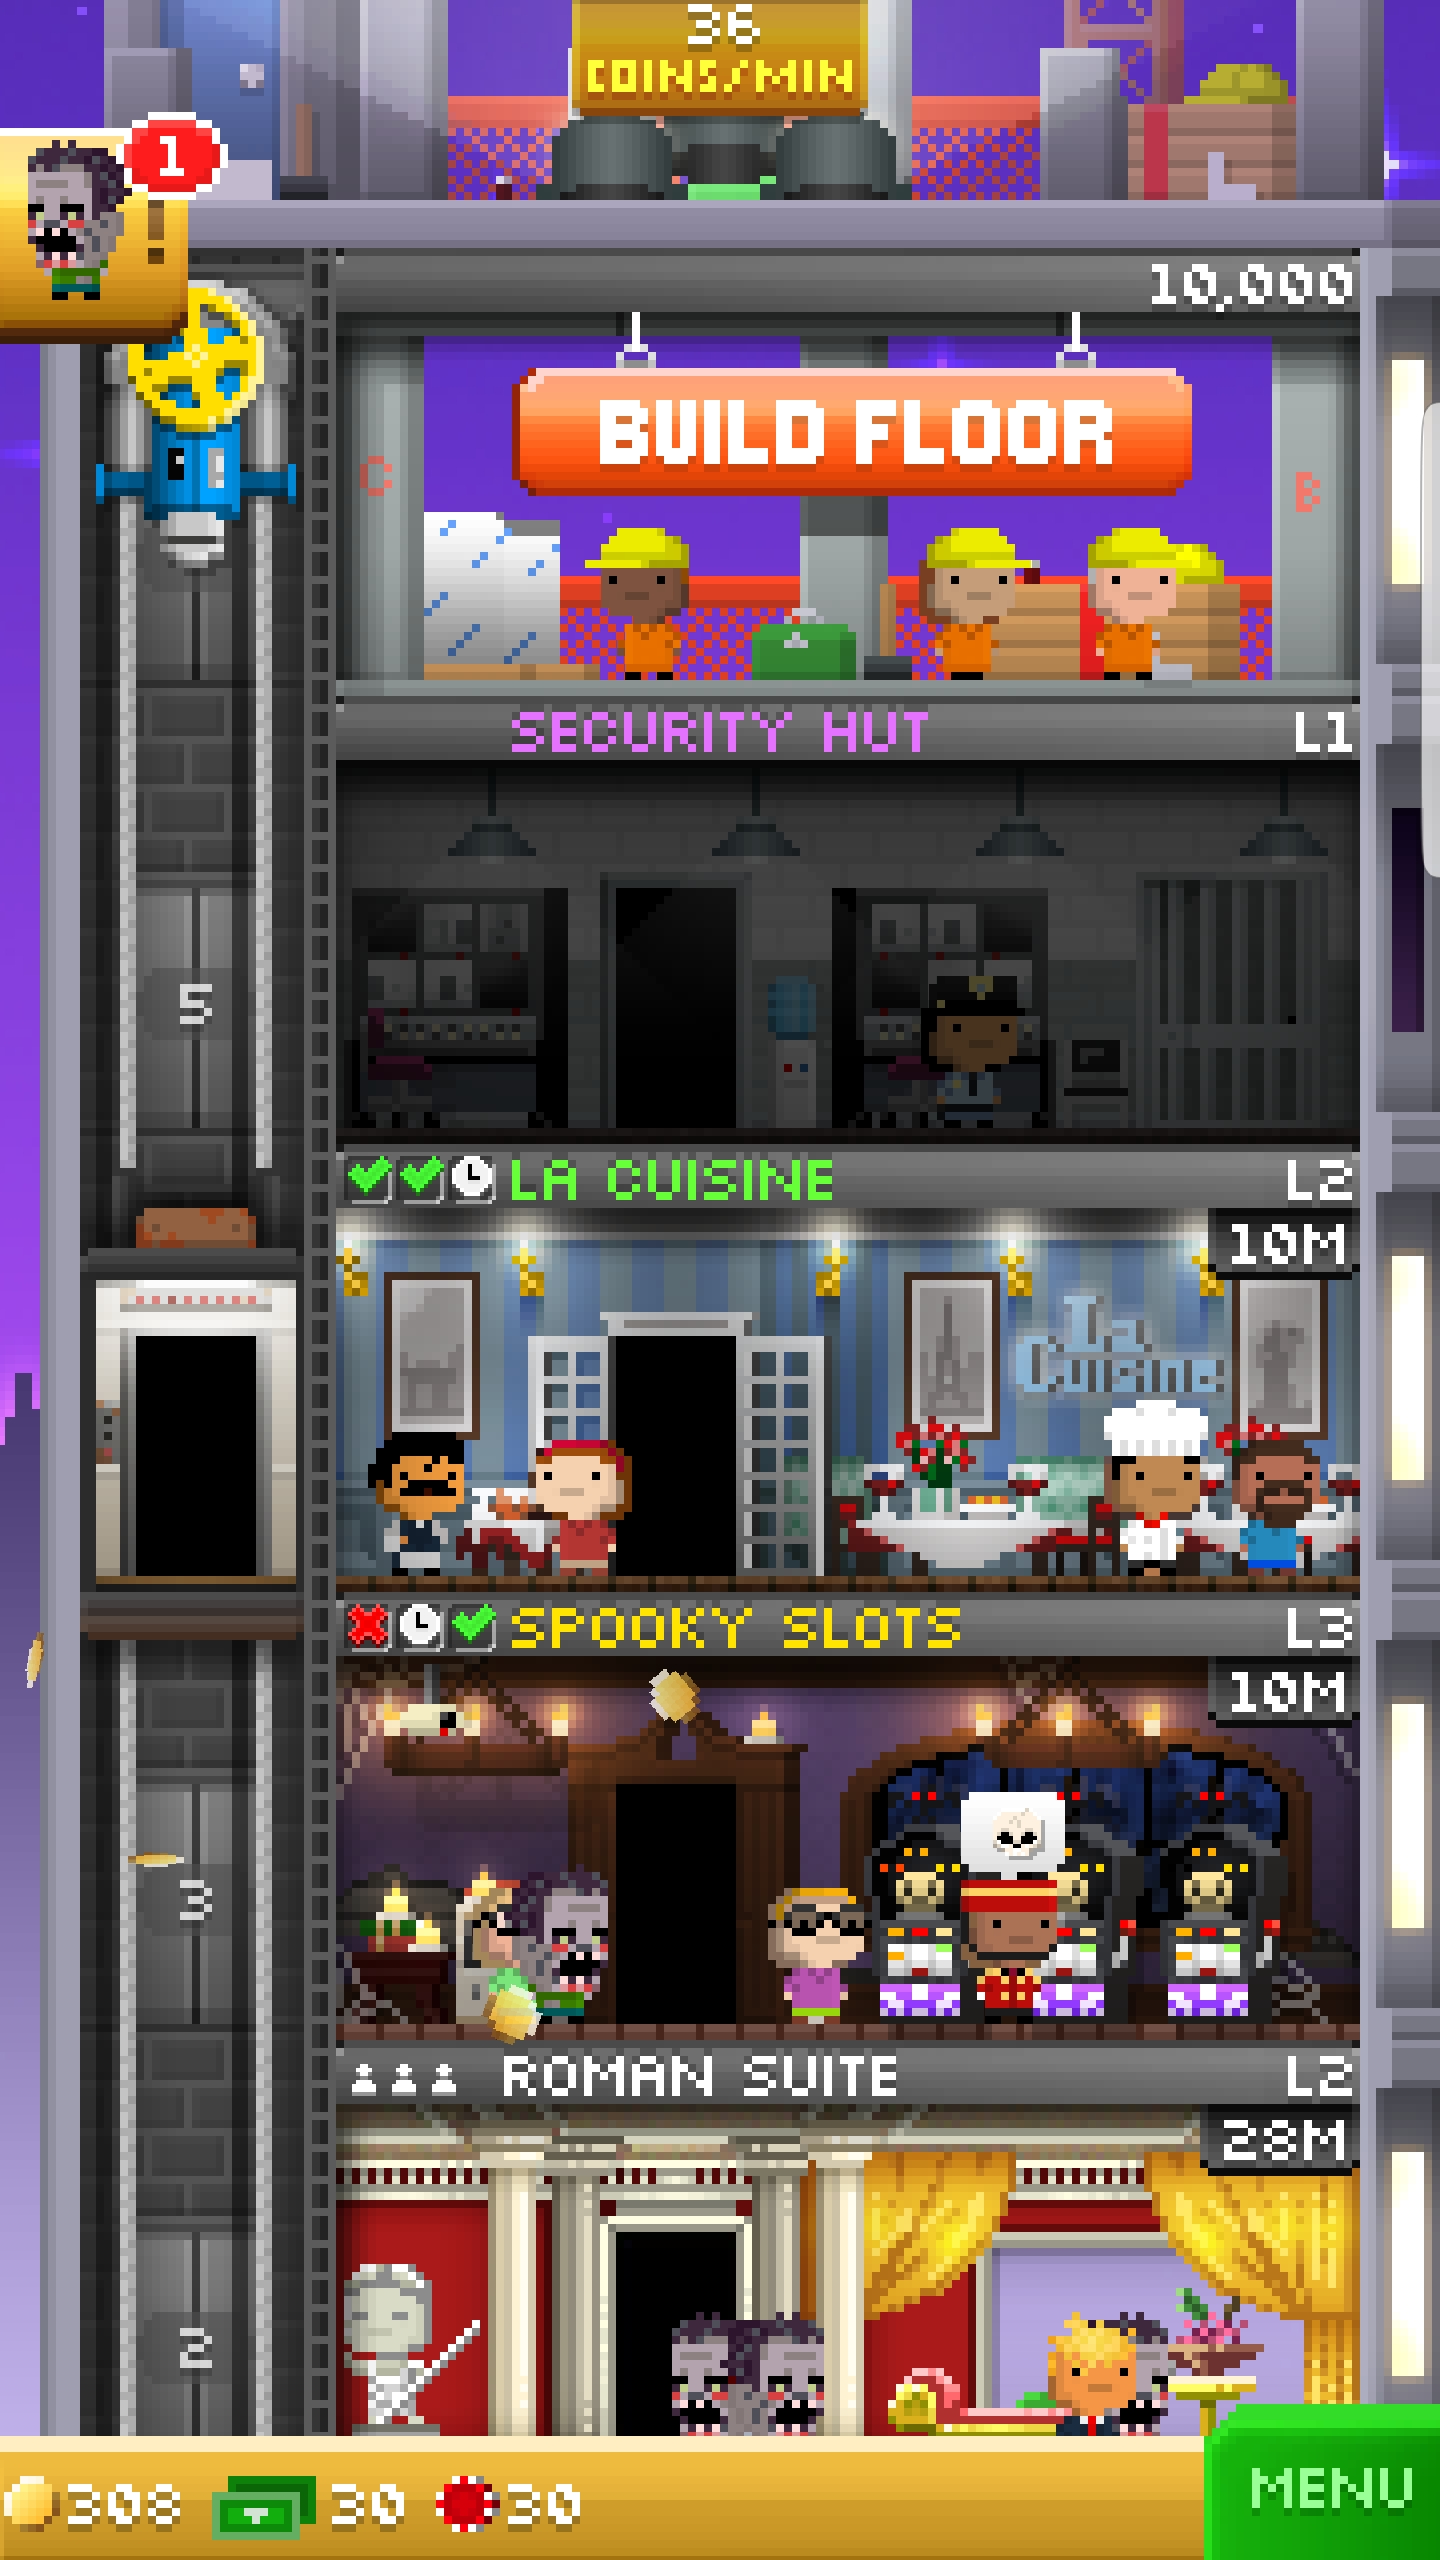 36
COINS/MIN
1
!
10,000
BUILD FLOOR
C
B
SECURITY HUT
L1
5
LA CUISINE
L2
10M
La
Cuisine
SPOOKY SLOTS
L3
10M
3
ROMAN SUITE
L2
28M
2
308
30
30
MENU